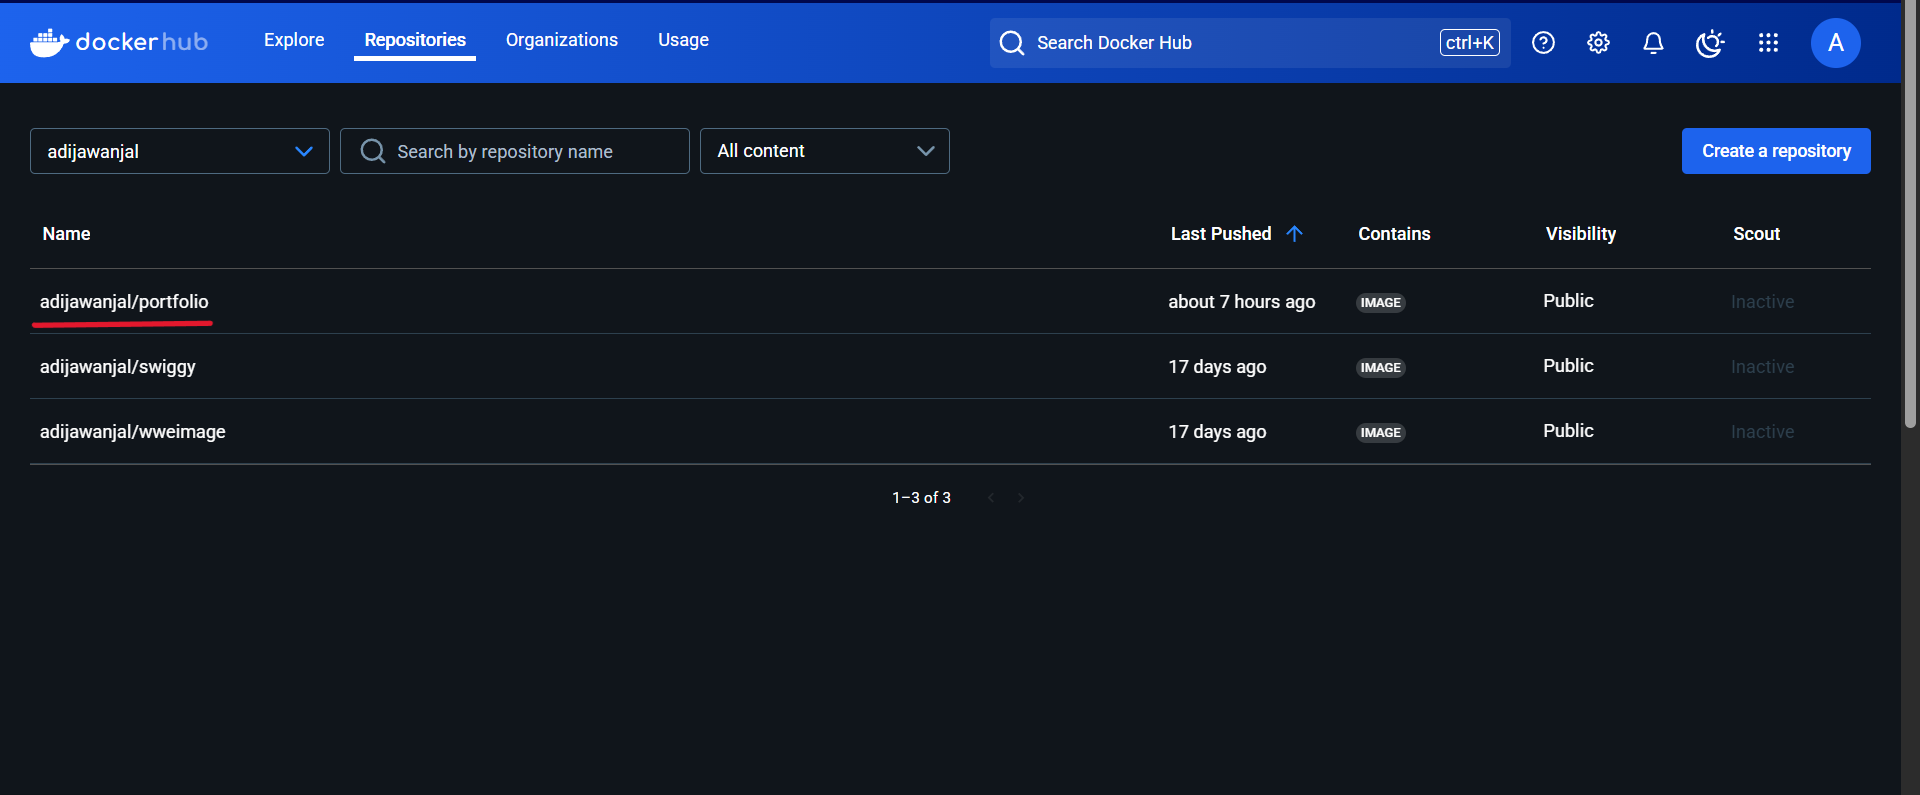 docker hub Explore Repositories Organizations Usage Search Docker Hub ctrl+K A
adijawanjal Search by repository name All content Create a repository
Name Last Pushed Contains Visibility Scout
adijawanjal/portfolio about 7 hours ago IMAGE Public Inactive
adijawanjal/swiggy 17 days ago IMAGE Public Inactive
adijawanjal/wweimage 17 days ago IMAGE Public Inactive
1–3 of 3